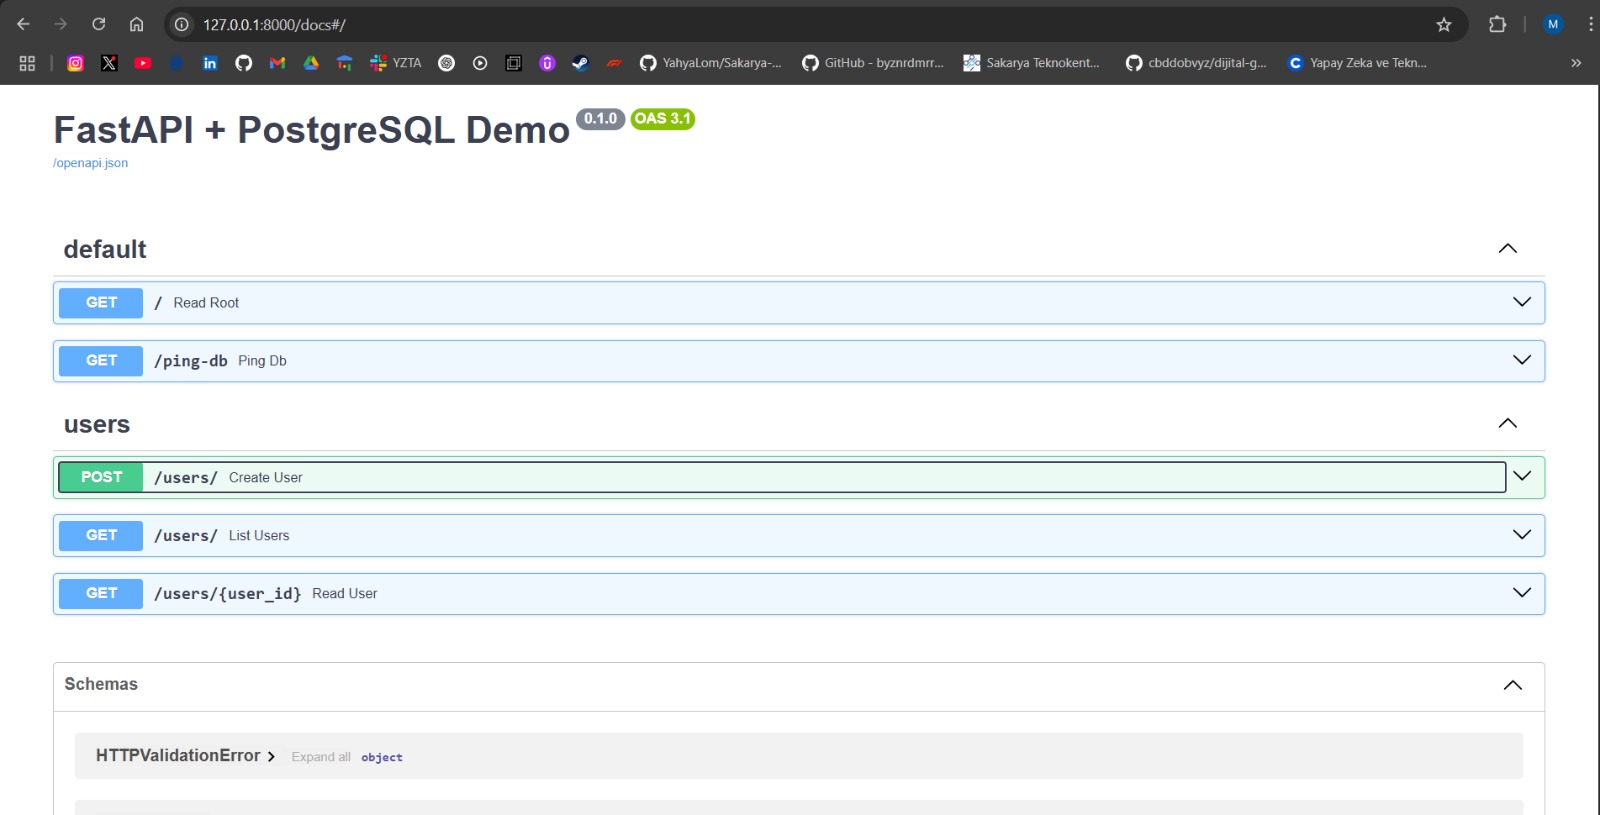 127.0.0.1:8000/docs#/
M
YZTA
YahyaLom/Sakarya-...
GitHub - byznrdmrr...
Sakarya Teknokent...
cbddobvyz/dijital-g...
Yapay Zeka ve Tekn...
FastAPI + PostgreSQL Demo 0.1.0 OAS 3.1
/openapi.json
default
GET / Read Root
GET /ping-db Ping Db
users
POST /users/ Create User
GET /users/ List Users
GET /users/{user_id} Read User
Schemas
HTTPValidationError Expand all object